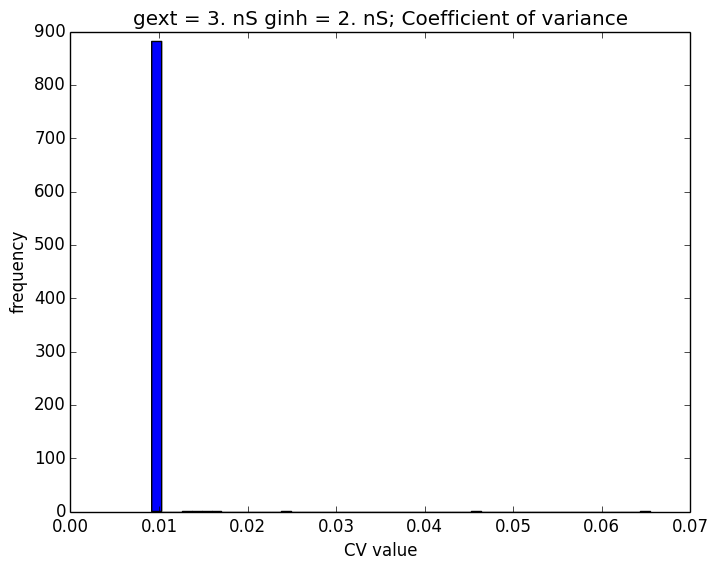 gext = 3. nS ginh = 2. nS; Coefficient of variance
900
800
700
600
500
400
300
200
100
0
frequency
0.00 0.01 0.02 0.03 0.04 0.05 0.06 0.07
CV value